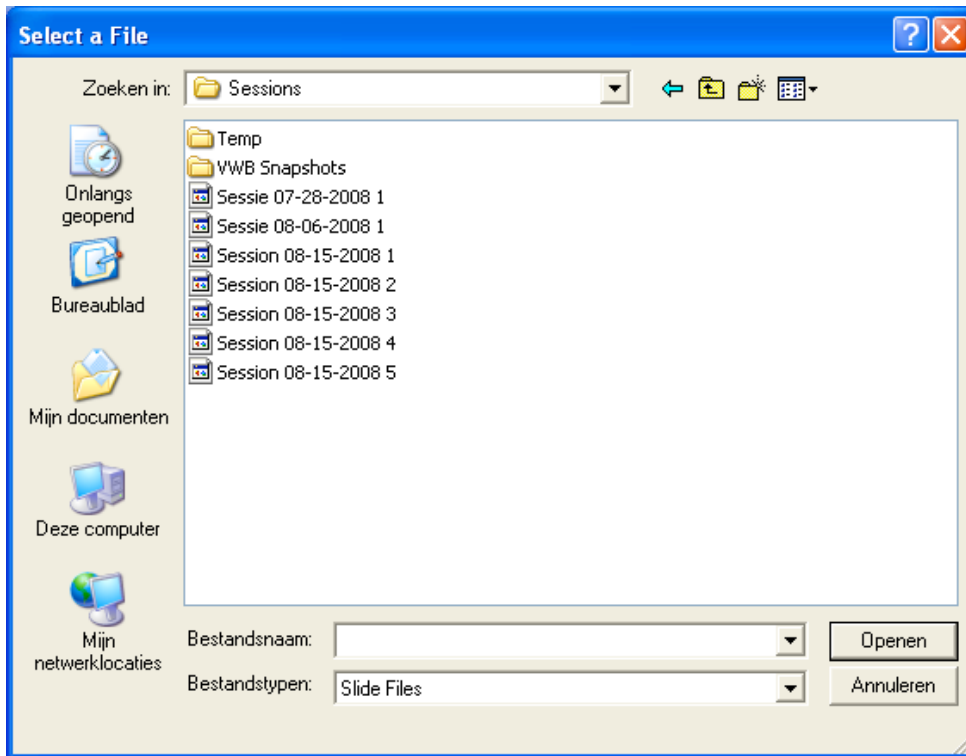 Select a File
Zoeken in:
Sessions
Onlangs
geopend
Bureaublad
Mijn documenten
Deze computer
Mijn
netwerklocaties
Temp
VWB Snapshots
Sessie 07-28-2008 1
Sessie 08-06-2008 1
Session 08-15-2008 1
Session 08-15-2008 2
Session 08-15-2008 3
Session 08-15-2008 4
Session 08-15-2008 5
Bestandsnaam:
Openen
Bestandstypen:
Slide Files
Annuleren